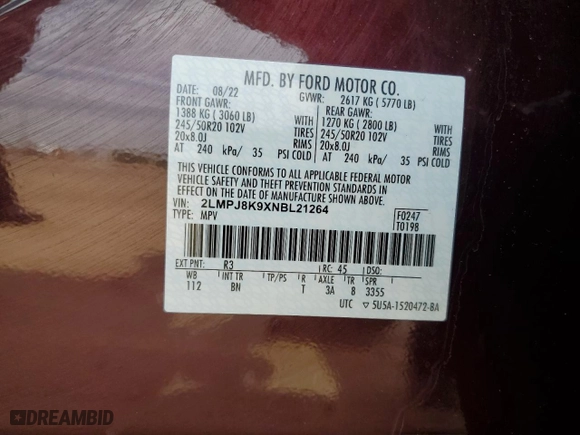 MFD. BY FORD MOTOR CO.
DATE: 08/22 GVWR: 2617 KG ( 5770 LB)
FRONT GAWR: REAR GAWR:
1388 KG ( 3060 LB) WITH 1270 KG ( 2800 LB) WITH
245/50R20 102V TIRES 245/50R20 102V TIRES
20x8.0J RIMS 20x8.0J RIMS
AT 240 kPa/ 35 PSI COLD AT 240 kPa/ 35 PSI COLD
THIS VEHICLE CONFORMS TO ALL APPLICABLE FEDERAL MOTOR
VEHICLE SAFETY AND THEFT PREVENTION STANDARDS IN
EFFECT ON THE DATE OF MANUFACTURE SHOWN ABOVE.
VIN: 2LMPJ8K9XNBL21264 F0247
TYPE: MPV T0198
EXT PNT: R3 RC: 45 DSO:
WB INT TR TP/PS R AXLE TR SPR
112 BN T 3A 8 3355
UTC ▽ 5U5A-1520472-BA
DREAMBID